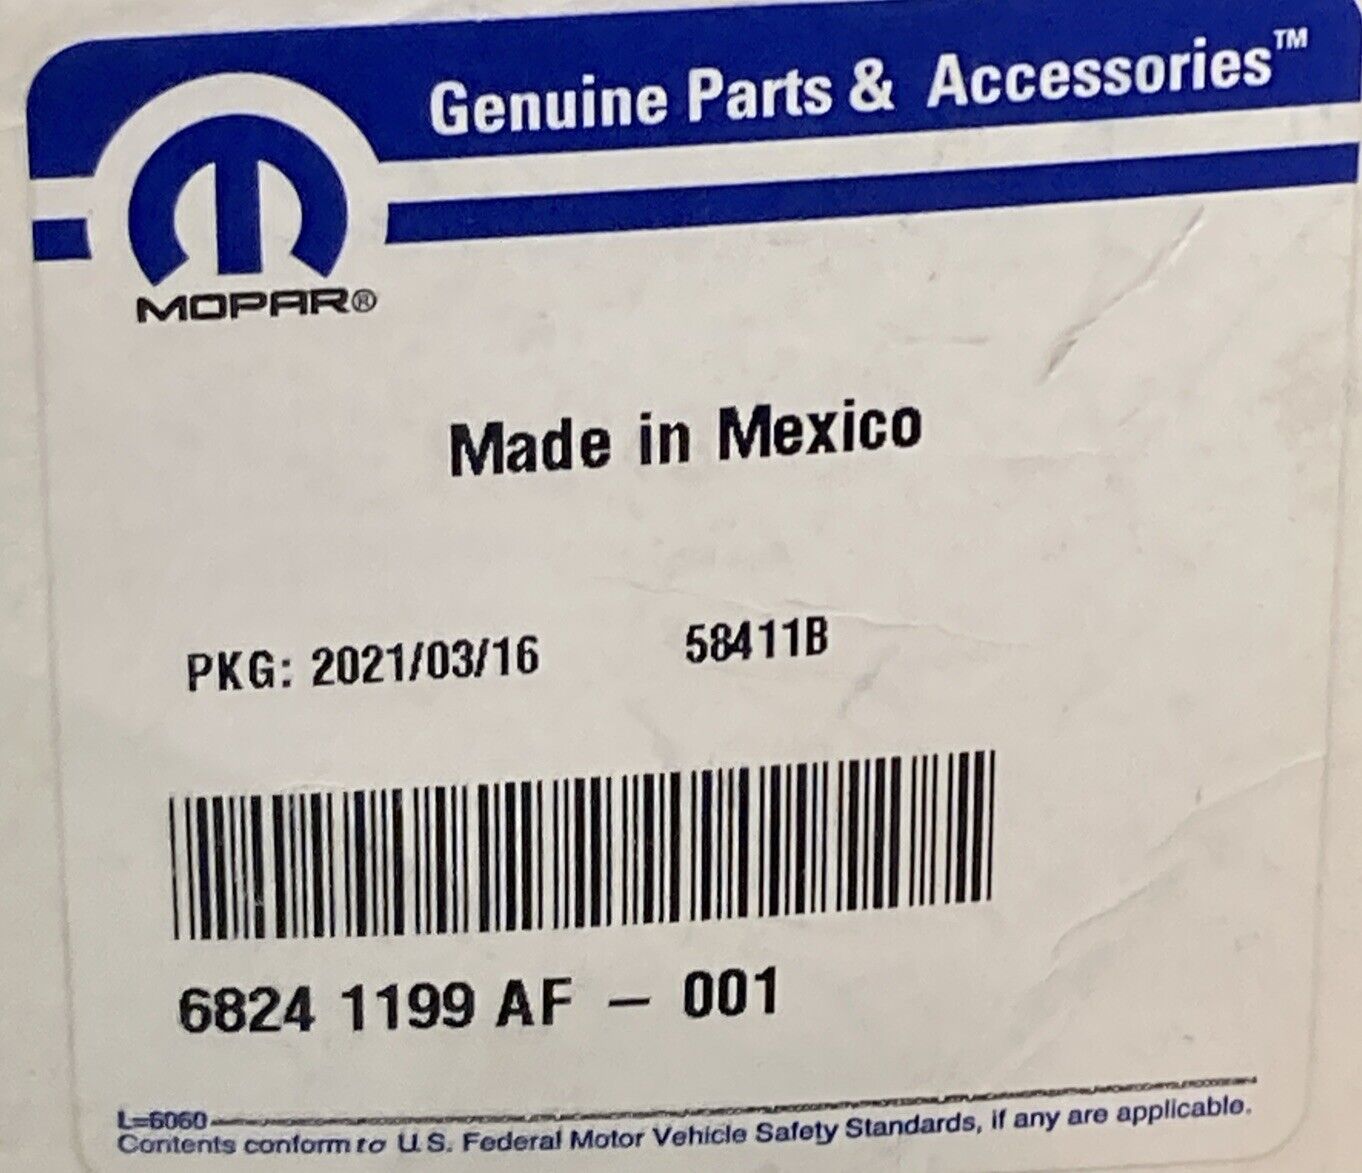 Genuine Parts & Accessories™
MOPAR®
Made in Mexico
PKG: 2021/03/16 58411B
6824 1199 AF – 001
L=6060
Contents conform to U.S. Federal Motor Vehicle Safety Standards, if any are applicable.